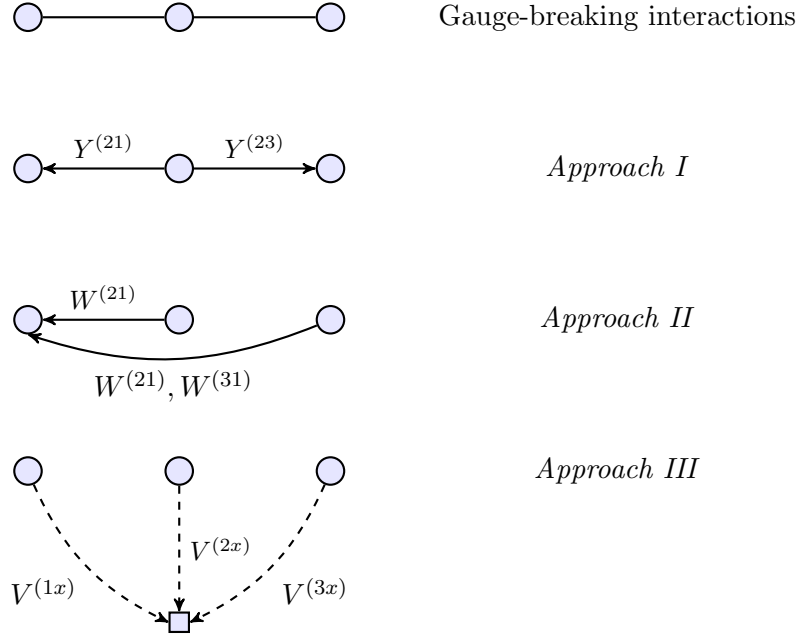 Gauge-breaking interactions
Y^{(21)} Y^{(23)} Approach I
W^{(21)} Approach II
W^{(21)}, W^{(31)}
Approach III
V^{(2x)}
V^{(1x)} V^{(3x)}